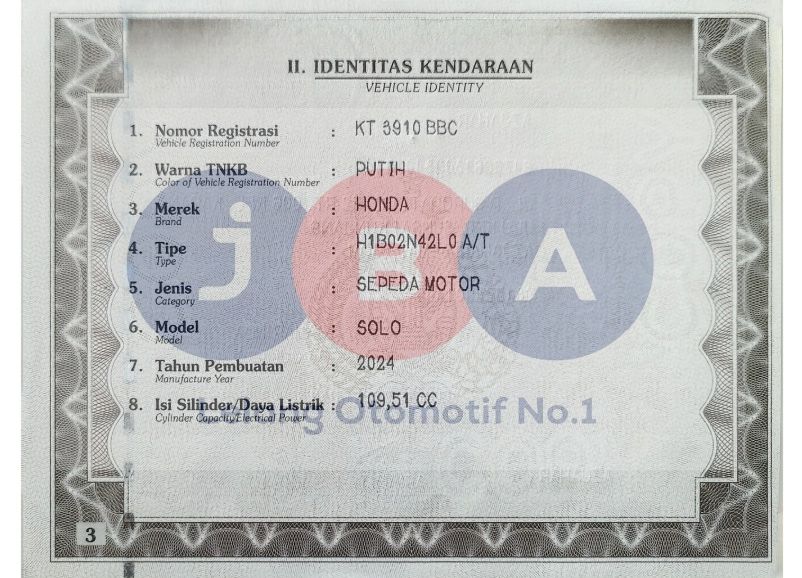 II. IDENTITAS KENDARAAN
VEHICLE IDENTITY
1. Nomor Registrasi : KT 3910 BBC
Vehicle Registration Number
2. Warna TNKB : PUTIH
Color of Vehicle Registration Number
3. Merek : HONDA
Brand
4. Tipe : H1B02N42L0 A/T
Type
5. Jenis : SEPEDA MOTOR
Category
6. Model : SOLO
Model
7. Tahun Pembuatan : 2024
Manufacture Year
8. Isi Silinder/Daya Listrik : 109,51 CC
Cylinder Capacity/Electrical Power
jBA
Lelang Otomotif No.1
3